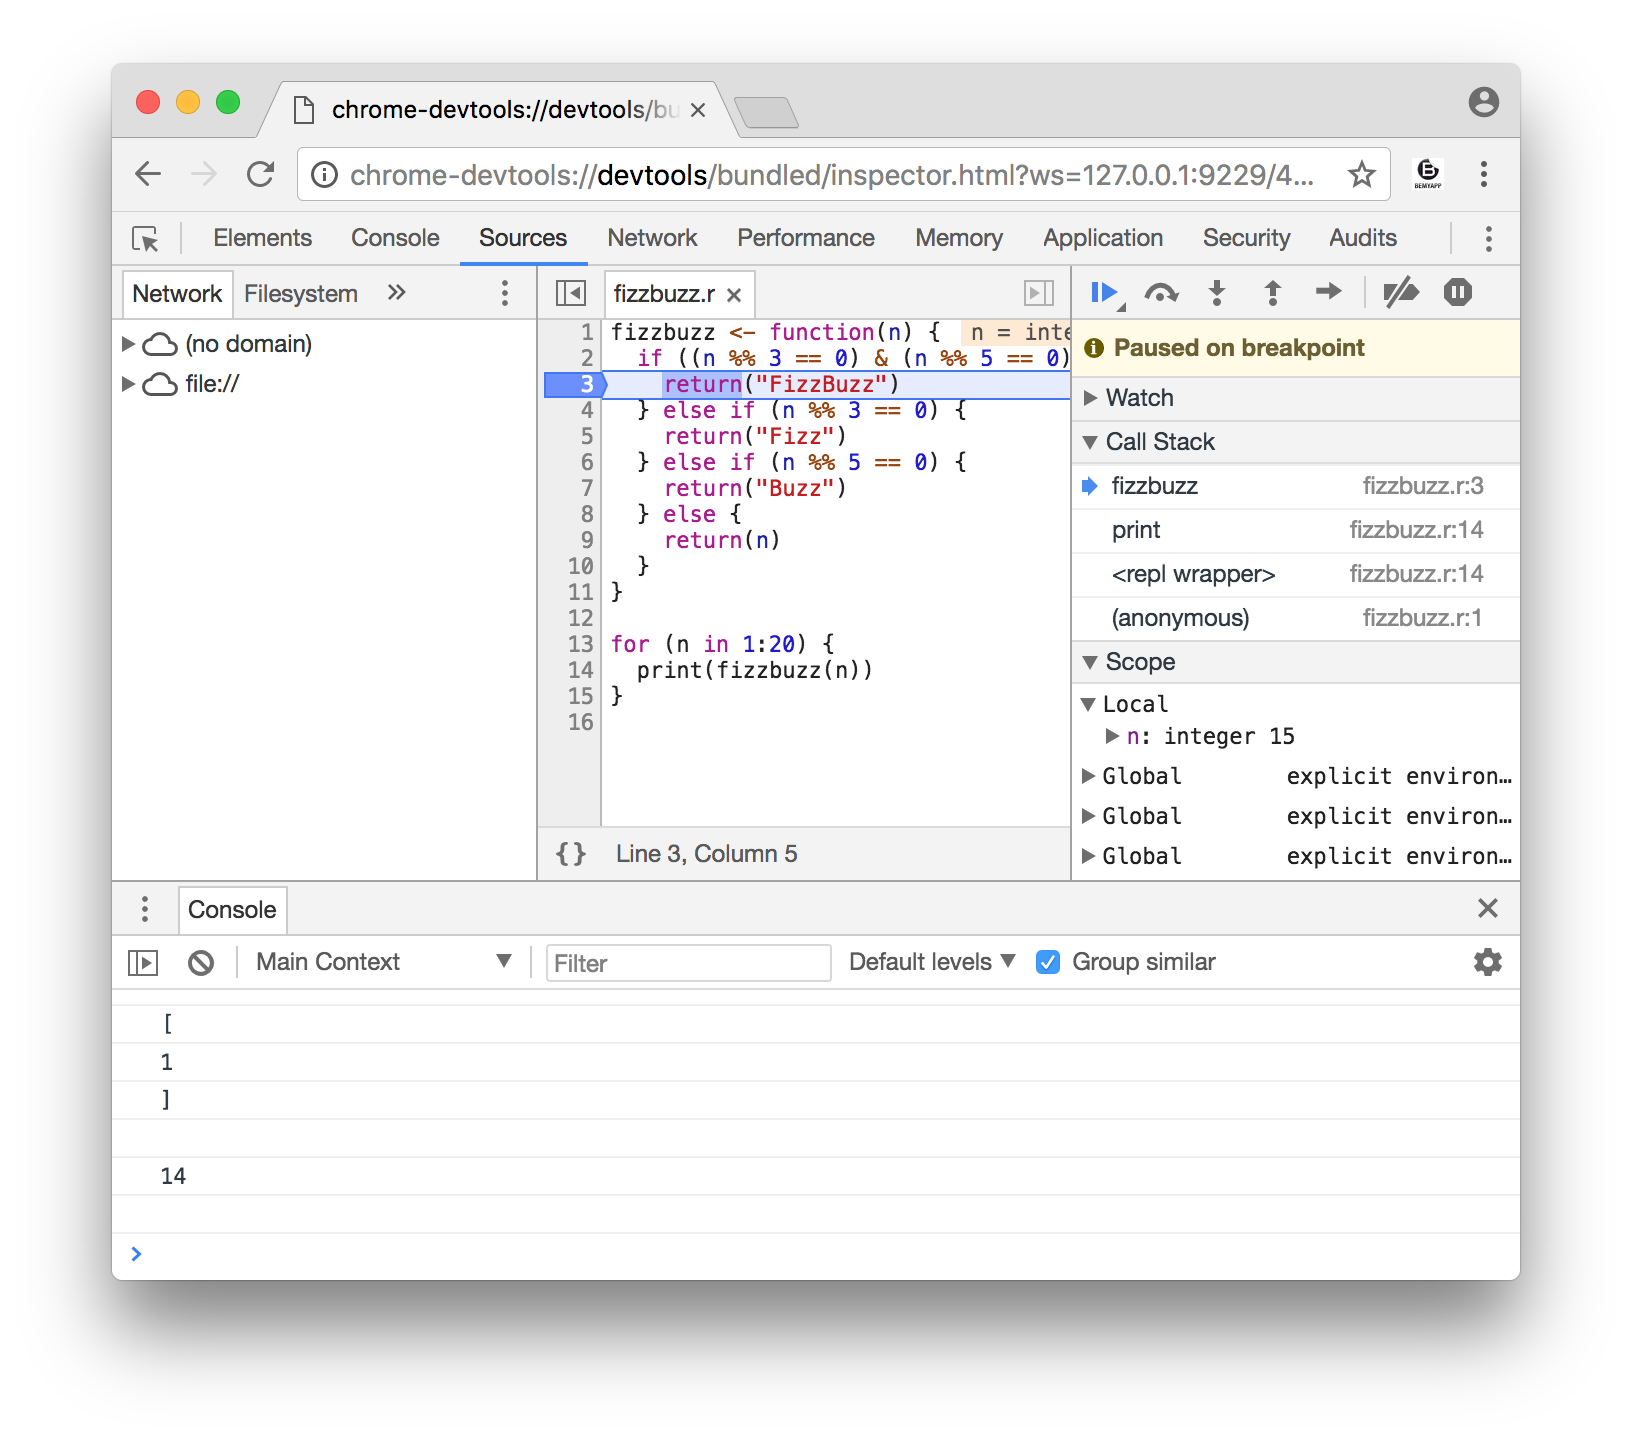 chrome-devtools://devtools/bu
chrome-devtools://devtools/bundled/inspector.html?ws=127.0.0.1:9229/4...
BEMYAPP
Elements Console Sources Network Performance Memory Application Security Audits
Network Filesystem »
(no domain)
file://
fizzbuzz.r
1 fizzbuzz <- function(n) { n = inte
2 if ((n %% 3 == 0) & (n %% 5 == 0)
3 return("FizzBuzz")
4 } else if (n %% 3 == 0) {
5 return("Fizz")
6 } else if (n %% 5 == 0) {
7 return("Buzz")
8 } else {
9 return(n)
10 }
11 }
12
13 for (n in 1:20) {
14 print(fizzbuzz(n))
15 }
16
{} Line 3, Column 5
Paused on breakpoint
Watch
Call Stack
fizzbuzz fizzbuzz.r:3
print fizzbuzz.r:14
<repl wrapper> fizzbuzz.r:14
(anonymous) fizzbuzz.r:1
Scope
Local
n: integer 15
Global explicit environ…
Global explicit environ…
Global explicit environ…
Console
Main Context Filter Default levels Group similar
[
1
]
14
>